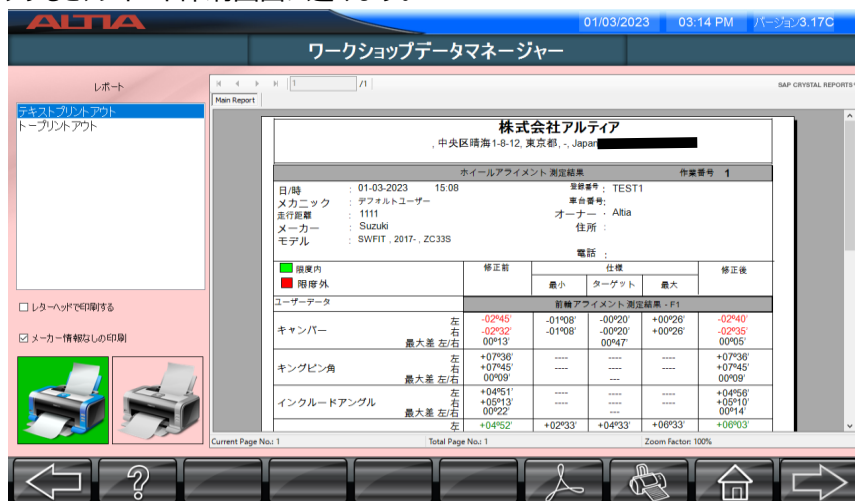 ALTIA
01/03/2023 03:14 PM バージョン3.17C
ワークショップデータマネージャー
レポート
テキストプリントアウト
トープリントアウト
レターヘッドで印刷する
メーカー情報なしの印刷
1 /1
SAP CRYSTAL REPORTS
Main Report
株式会社アルティア
, 中央区晴海1-8-12, 東京都, -, Japan
ホイールアライメント 測定結果 作業番号 1
日/時 : 01-03-2023 15:08 登録番号 : TEST1
メカニック : デフォルトユーザー 車台番号:
走行距離 : 1111 オーナー : Altia
メーカー : Suzuki 住所 :
モデル : SWFIT , 2017- , ZC33S
電話 :
限度内 修正前 仕様 修正後
限度外 最小 ターゲット 最大
ユーザーデータ 前輪アライメント測定結果 - F1
キャンバー 左 -02º45' -01º08' -00º20' +00º26' -02º40'
右 -02º32' -01º08' -00º20' +00º26' -02º35'
最大差 左/右 00º13' 00º47' 00º05'
キングピン角 左 +07º36' ---- ---- ---- +07º36'
右 +07º45' ---- ---- ---- +07º45'
最大差 左/右 00º09' --- 00º09'
インクルードアングル 左 +04º51' ---- ---- ---- +04º56'
右 +05º13' ---- ---- ---- +05º10'
最大差 左/右 00º22' --- 00º14'
左 +04º52' +02º33' +04º33' +06º33' +06º03'
Current Page No.: 1 Total Page No.: 1 Zoom Factor: 100%